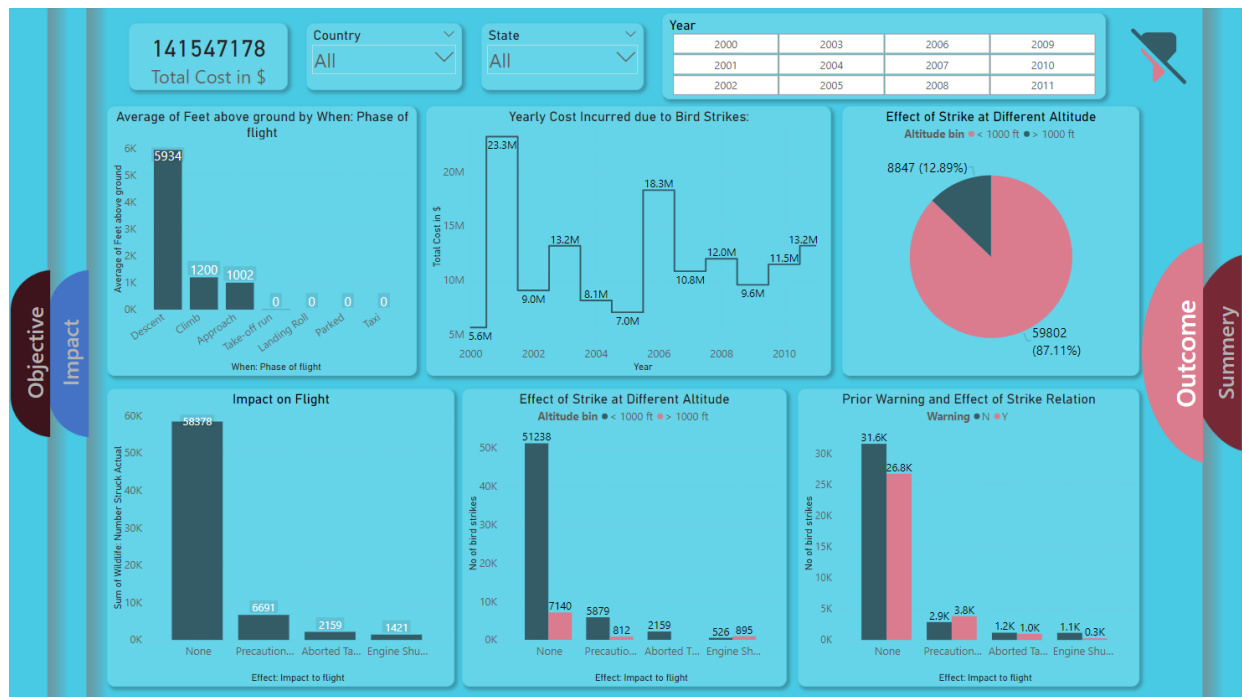 141547178
Total Cost in $
Country
All
State
All
Year
2000 2003 2006 2009
2001 2004 2007 2010
2002 2005 2008 2011
Objective
Impact
Outcome
Summery
Average of Feet above ground by When: Phase of
flight
Average of Feet above ground
6K
5K
4K
3K
2K
1K
0K
5934
1200
1002
0
0
0
0
Descent
Climb
Approach
Take-off run
Landing Roll
Parked
Taxi
When: Phase of flight
Yearly Cost Incurred due to Bird Strikes:
Total Cost in $
20M
15M
10M
5M
5.6M
23.3M
9.0M
13.2M
8.1M
7.0M
18.3M
10.8M
12.0M
9.6M
11.5M
13.2M
2000 2002 2004 2006 2008 2010
Year
Effect of Strike at Different Altitude
Altitude bin < 1000 ft > 1000 ft
8847 (12.89%)
59802
(87.11%)
Impact on Flight
Sum of Wildlife: Number Struck Actual
60K
50K
40K
30K
20K
10K
0K
58378
6691
2159
1421
None Precaution... Aborted Ta... Engine Shu...
Effect: Impact to flight
Effect of Strike at Different Altitude
Altitude bin < 1000 ft > 1000 ft
No of bird strikes
50K
40K
30K
20K
10K
0K
51238
7140
5879
812
2159
526
895
None Precautio... Aborted T... Engine Sh...
Effect: Impact to flight
Prior Warning and Effect of Strike Relation
Warning N Y
No of bird strikes
30K
25K
20K
15K
10K
5K
0K
31.6K
26.8K
2.9K
3.8K
1.2K
1.0K
1.1K
0.3K
None Precaution... Aborted Ta... Engine Shu...
Effect: Impact to flight